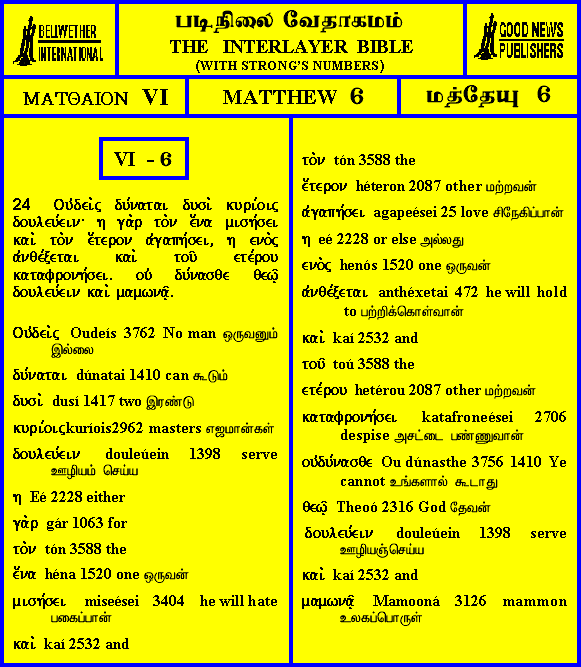 BELLWETHER
INTERNATIONAL
படிநிலை வேதாகமம்
THE INTERLAYER BIBLE
(WITH STRONG'S NUMBERS)
GOOD NEWS
PUBLISHERS
ΜΑΤΘΑΙΟΝ VI
MATTHEW 6
மத்தேயு 6
VI - 6
24 Οὐδεὶς δύναται δυσὶ κυρίοις
δουλεύειν· η γὰρ τὸν ἕνα μισήσει
καὶ τὸν ἕτερον ἀγαπήσει, η ενὸς
ἀνθέξεται καὶ τοῦ ετέρου
καταφρονήσει. οὐ δύνασθε θεῷ
δουλεύειν καὶ μαμωνᾷ.
Οὐδεὶς Oudeís 3762 No man ஒருவனும்
இல்லை
δύναται dúnatai 1410 can கூடும்
δυσὶ dusí 1417 two இரண்டு
κυρίοις kuríois2962 masters எஜமான்கள்
δουλεύειν douleúein 1398 serve
ஊழியம் செய்ய
η Eé 2228 either
γὰρ gár 1063 for
τὸν tón 3588 the
ἕνα héna 1520 one ஒருவன்
μισήσει miseései 3404 he will hate
பகைப்பான்
καὶ kaí 2532 and
τὸν tón 3588 the
ἕτερον héteron 2087 other மற்றவன்
ἀγαπήσει agapeései 25 love சிநேகிப்பான்
η eé 2228 or else அல்லது
ενὸς henós 1520 one ஒருவன்
ἀνθέξεται anthéxetai 472 he will hold
to பற்றிக்கொள்வான்
καὶ kaí 2532 and
τοῦ toú 3588 the
ετέρου hetérou 2087 other மற்றவன்
καταφρονήσει katafroneései 2706
despise அசட்டை பண்ணுவான்
οὐδύνασθε Ou dúnasthe 3756 1410 Ye
cannot உங்களால் கூடாது
θεῷ Theoó 2316 God தேவன்
δουλεύειν douleúein 1398 serve
ஊழியஞ்செய்ய
καὶ kaí 2532 and
μαμωνᾷ Mamooná 3126 mammon
உலகப்பொருள்